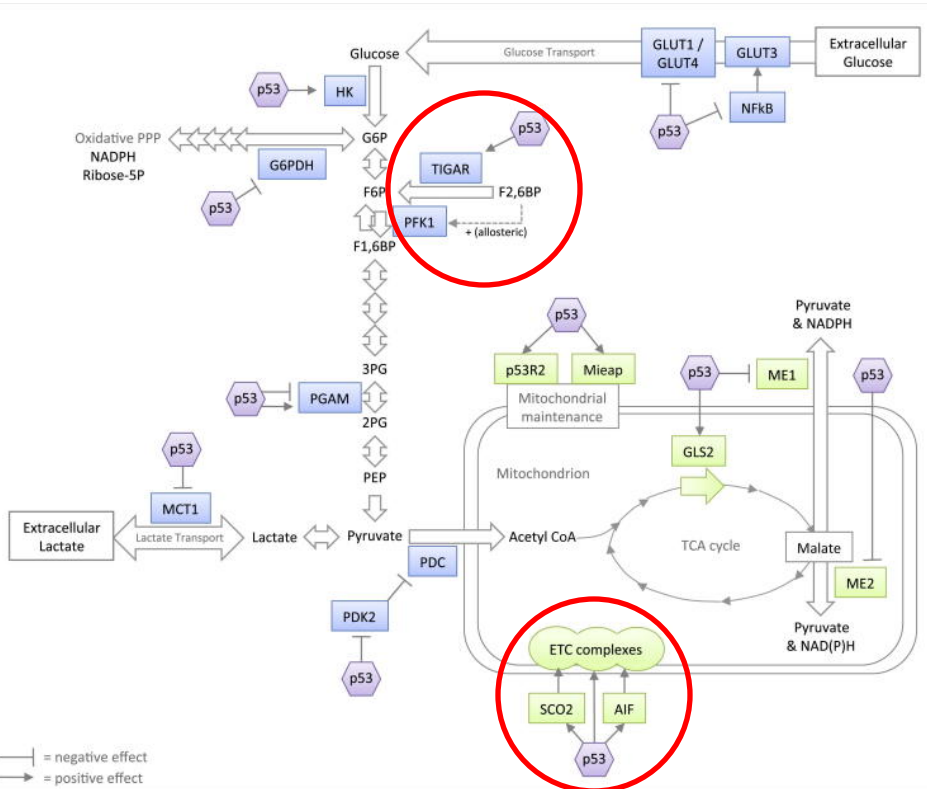 Glucose
Glucose Transport
GLUT1 /
GLUT4
GLUT3
Extracellular
Glucose
p53
HK
p53
NFkB
Oxidative PPP
NADPH
Ribose-5P
G6P
p53
G6PDH
TIGAR
p53
F6P
F2,6BP
PFK1
+ (allosteric)
F1,6BP
3PG
p53
PGAM
2PG
PEP
p53
MCT1
Extracellular
Lactate
Lactate Transport
Lactate
Pyruvate
PDC
PDK2
p53
p53
p53R2
Mieap
Mitochondrial
maintenance
Mitochondrion
p53
ME1
GLS2
Pyruvate
& NADPH
p53
Acetyl CoA
TCA cycle
Malate
ME2
Pyruvate
& NAD(P)H
ETC complexes
SCO2
AIF
p53
= negative effect
= positive effect